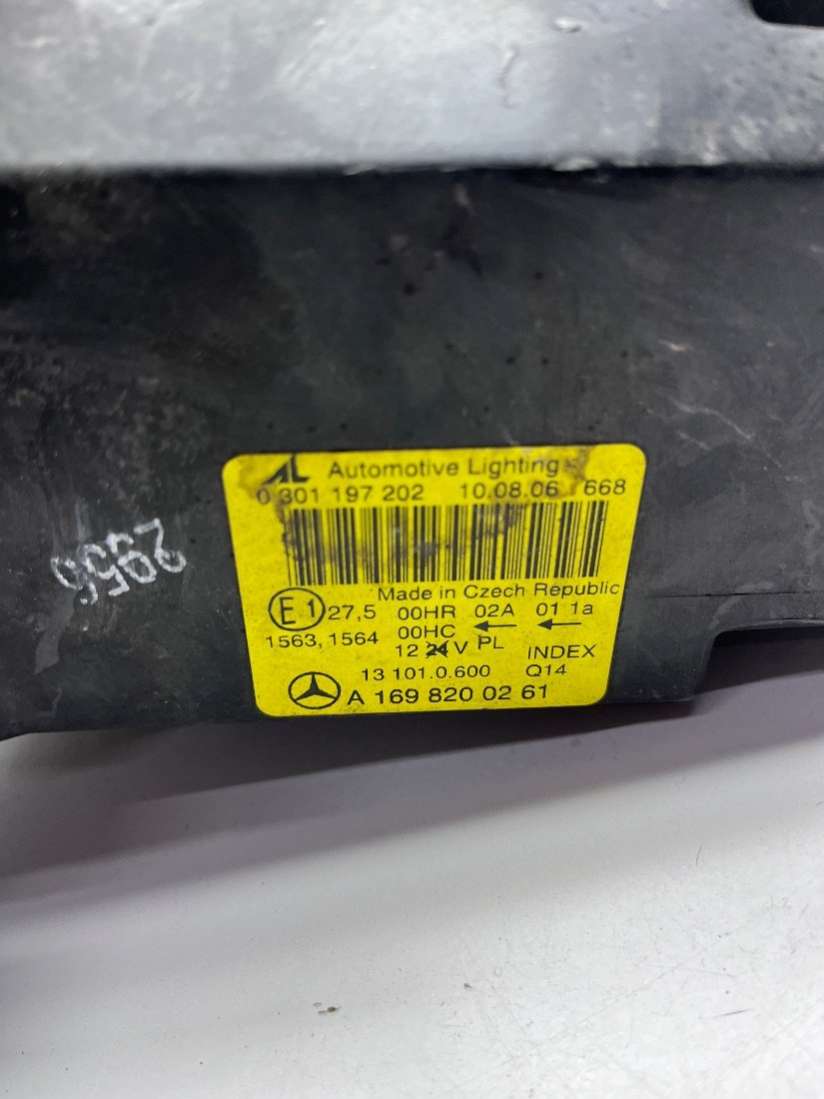 AL Automotive Lighting
0 301 197 202 10.08.06 668
Made in Czech Republic
E1 27,5 00HR 02A 01 1a
1563, 1564 00HC ← ←
12 24 V PL INDEX
13 101.0.600 Q14
A 169 820 02 61